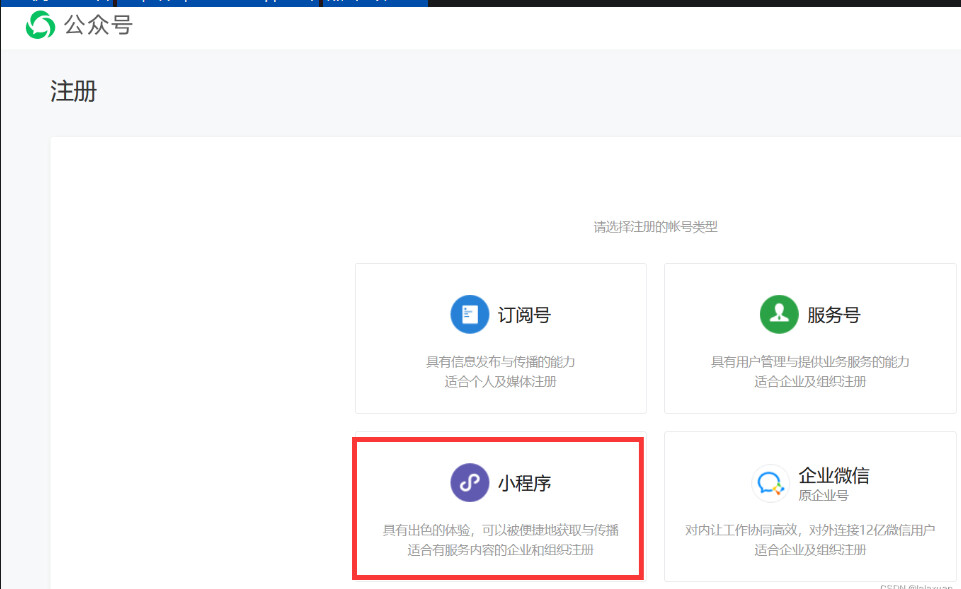 公众号
注册
请选择注册的帐号类型
订阅号
具有信息发布与传播的能力
适合个人及媒体注册
服务号
具有用户管理与提供业务服务的能力
适合企业及组织注册
小程序
具有出色的体验，可以被便捷地获取与传播
适合有服务内容的企业和组织注册
企业微信
原企业号
对内让工作协同高效，对外连接12亿微信用户
适合企业及组织注册